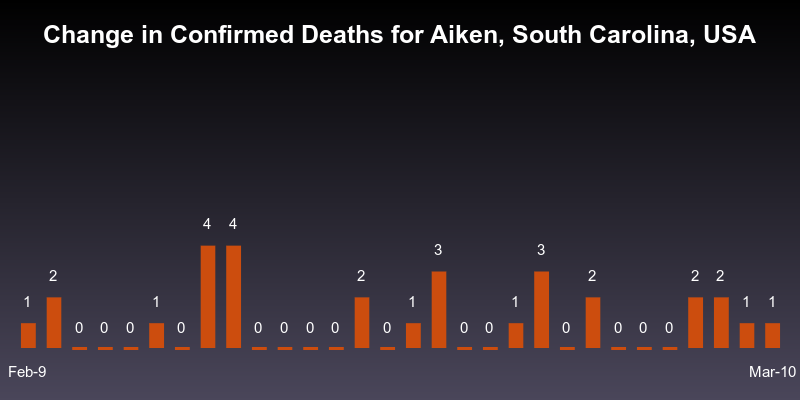 Change in Confirmed Deaths for Aiken, South Carolina, USA
1 2 0 0 0 1 0 4 4 0 0 0 0 2 0 1 3 0 0 1 3 0 2 0 0 0 2 2 1 1
Feb-9 Mar-10